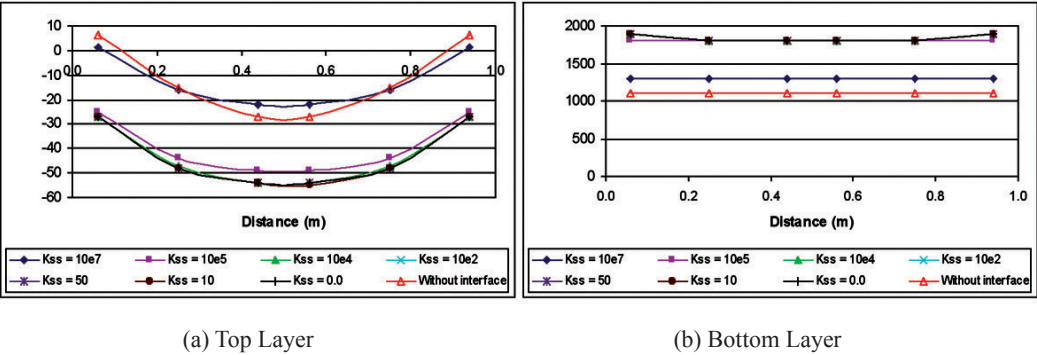 10
0
-10
-20
-30
-40
-50
-60
0.0 0.2 0.4 0.6 0.8 1.0
Distance (m)
Kss = 10e7 Kss = 10e5 Kss = 10e4 Kss = 10e2
Kss = 50 Kss = 10 Kss = 0.0 Without interface
(a) Top Layer
2000
1500
1000
500
0
0.0 0.2 0.4 0.6 0.8 1.0
Distance (m)
Kss = 10e7 Kss = 10e5 Kss = 10e4 Kss = 10e2
Kss = 50 Kss = 10 Kss = 0.0 Without interface
(b) Bottom Layer